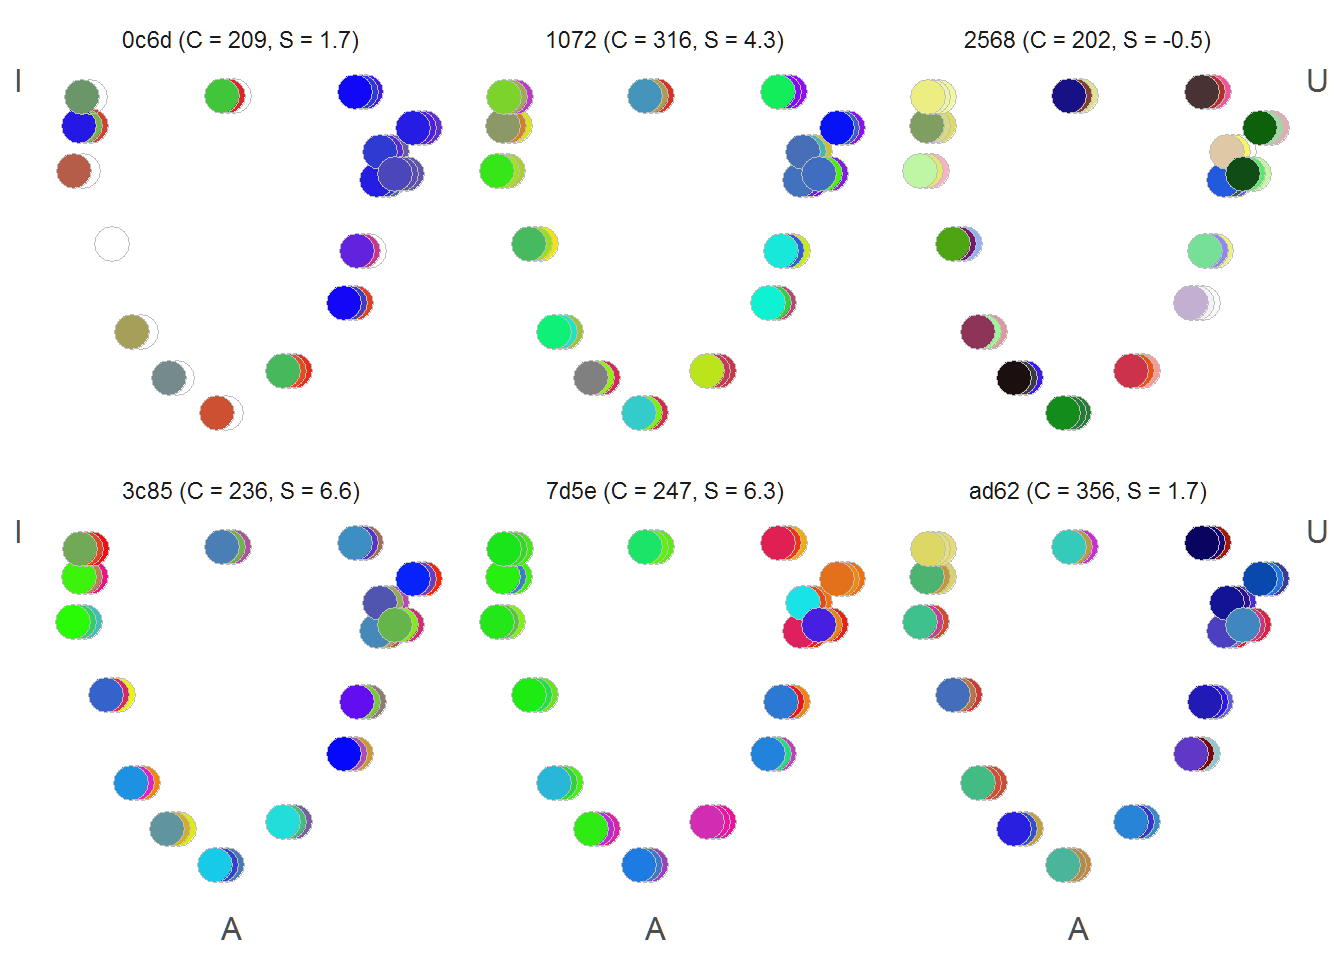 0c6d (C = 209, S = 1.7)
1072 (C = 316, S = 4.3)
2568 (C = 202, S = -0.5)
I
U
3c85 (C = 236, S = 6.6)
7d5e (C = 247, S = 6.3)
ad62 (C = 356, S = 1.7)
I
U
A
A
A